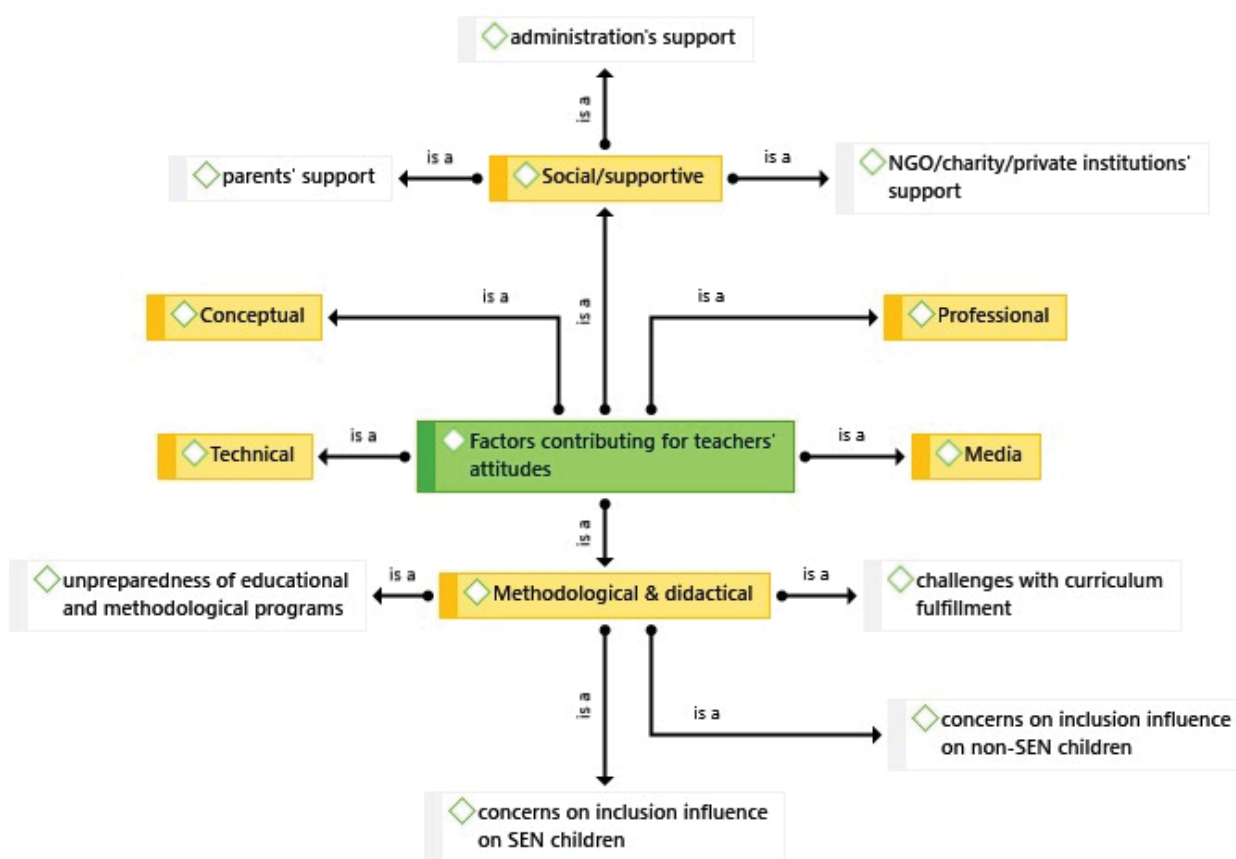 administration's support
is a
parents' support
is a
Social/supportive
is a
NGO/charity/private institutions'
support
Conceptual
is a
is a
is a
Professional
Technical
is a
Factors contributing for teachers'
attitudes
is a
Media
is a
unpreparedness of educational
and methodological programs
is a
Methodological & didactical
is a
challenges with curriculum
fulfillment
is a
is a
concerns on inclusion influence
on non-SEN children
concerns on inclusion influence
on SEN children